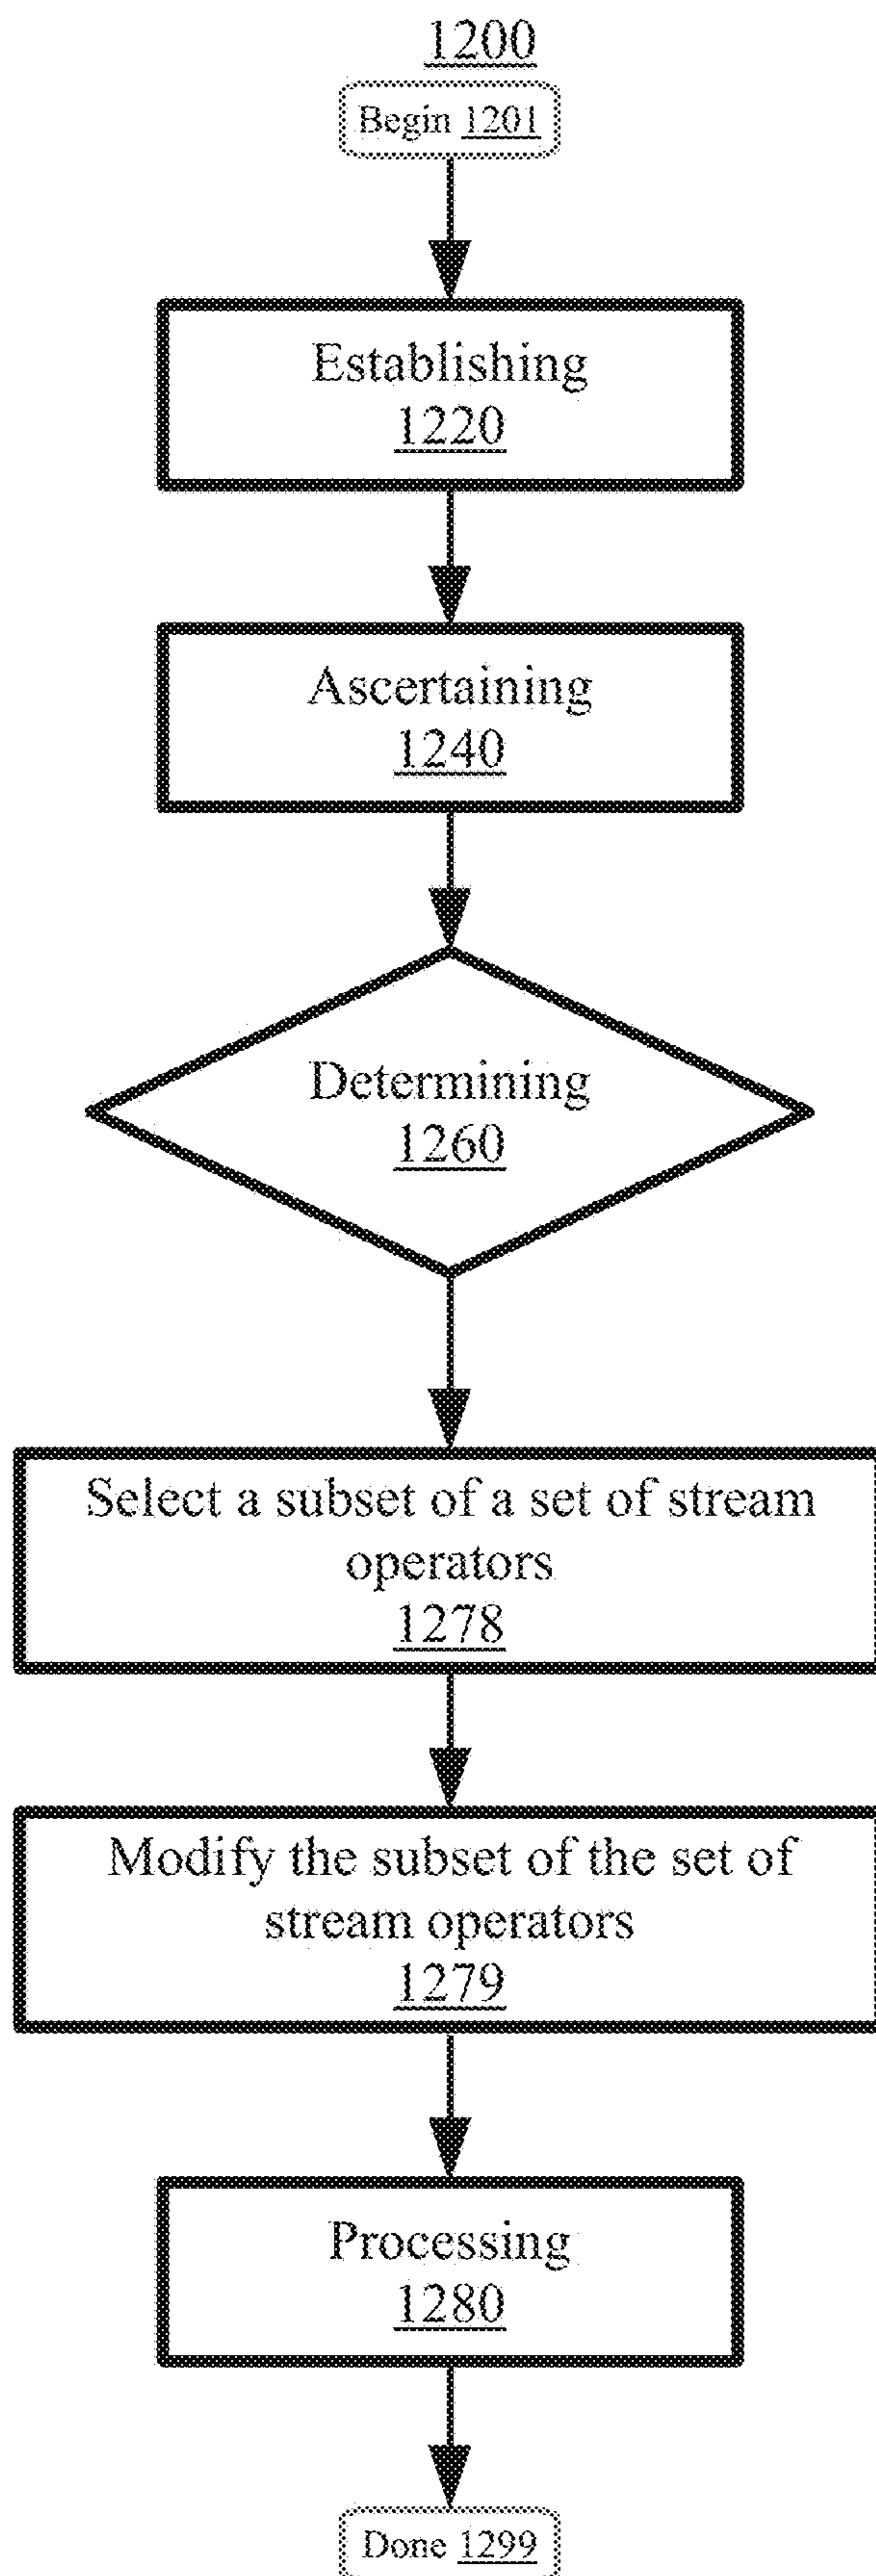 1200
Begin 1201
Establishing
1220
Ascertaining
1240
Determining
1260
Select a subset of a set of stream
operators
1278
Modify the subset of the set of
stream operators
1279
Processing
1280
Done 1299